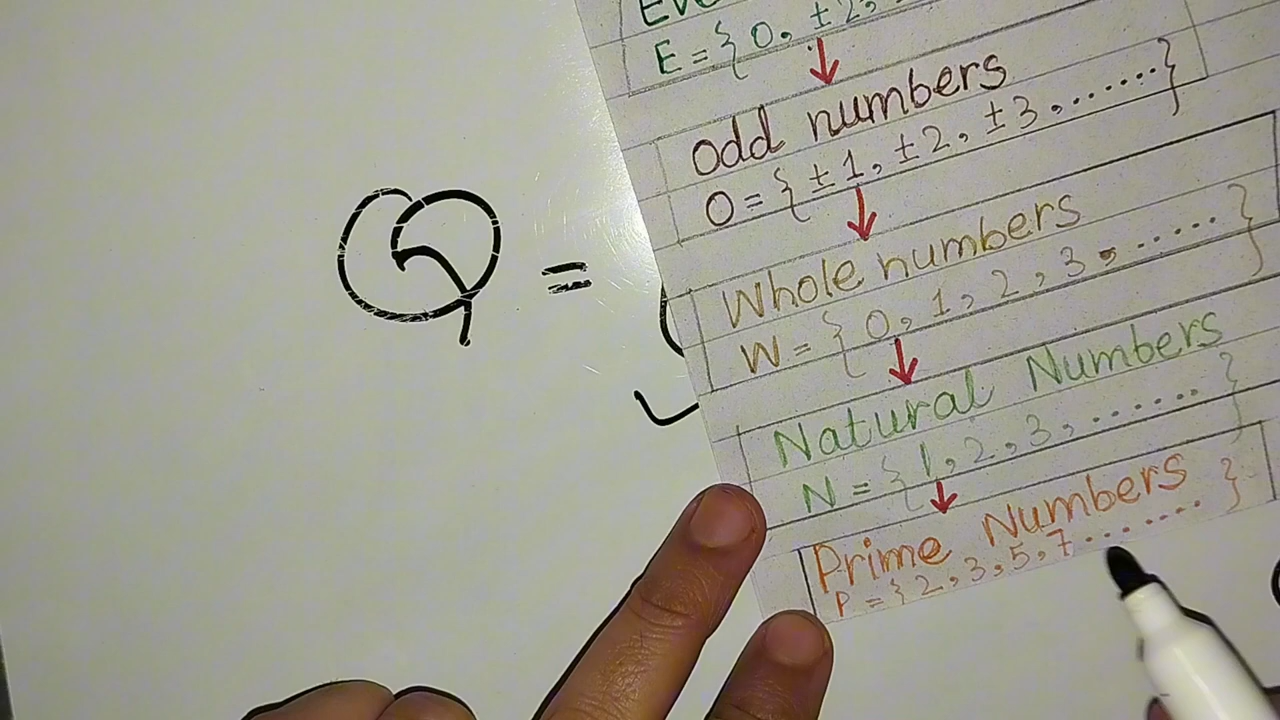 Q =
E = {0, ±2,
Odd numbers
O = {±1, ±2, ±3, .......}
Whole numbers
W = {0, 1, 2, 3, ......}
Natural Numbers
N = {1, 2, 3, .......}
Prime Numbers
P = {2, 3, 5, 7 ........}